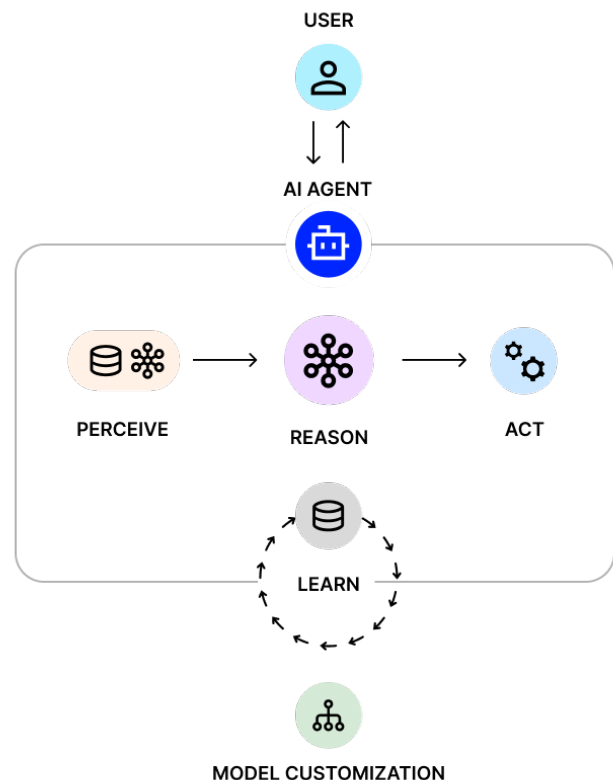 USER
AI AGENT
PERCEIVE
REASON
ACT
LEARN
MODEL CUSTOMIZATION